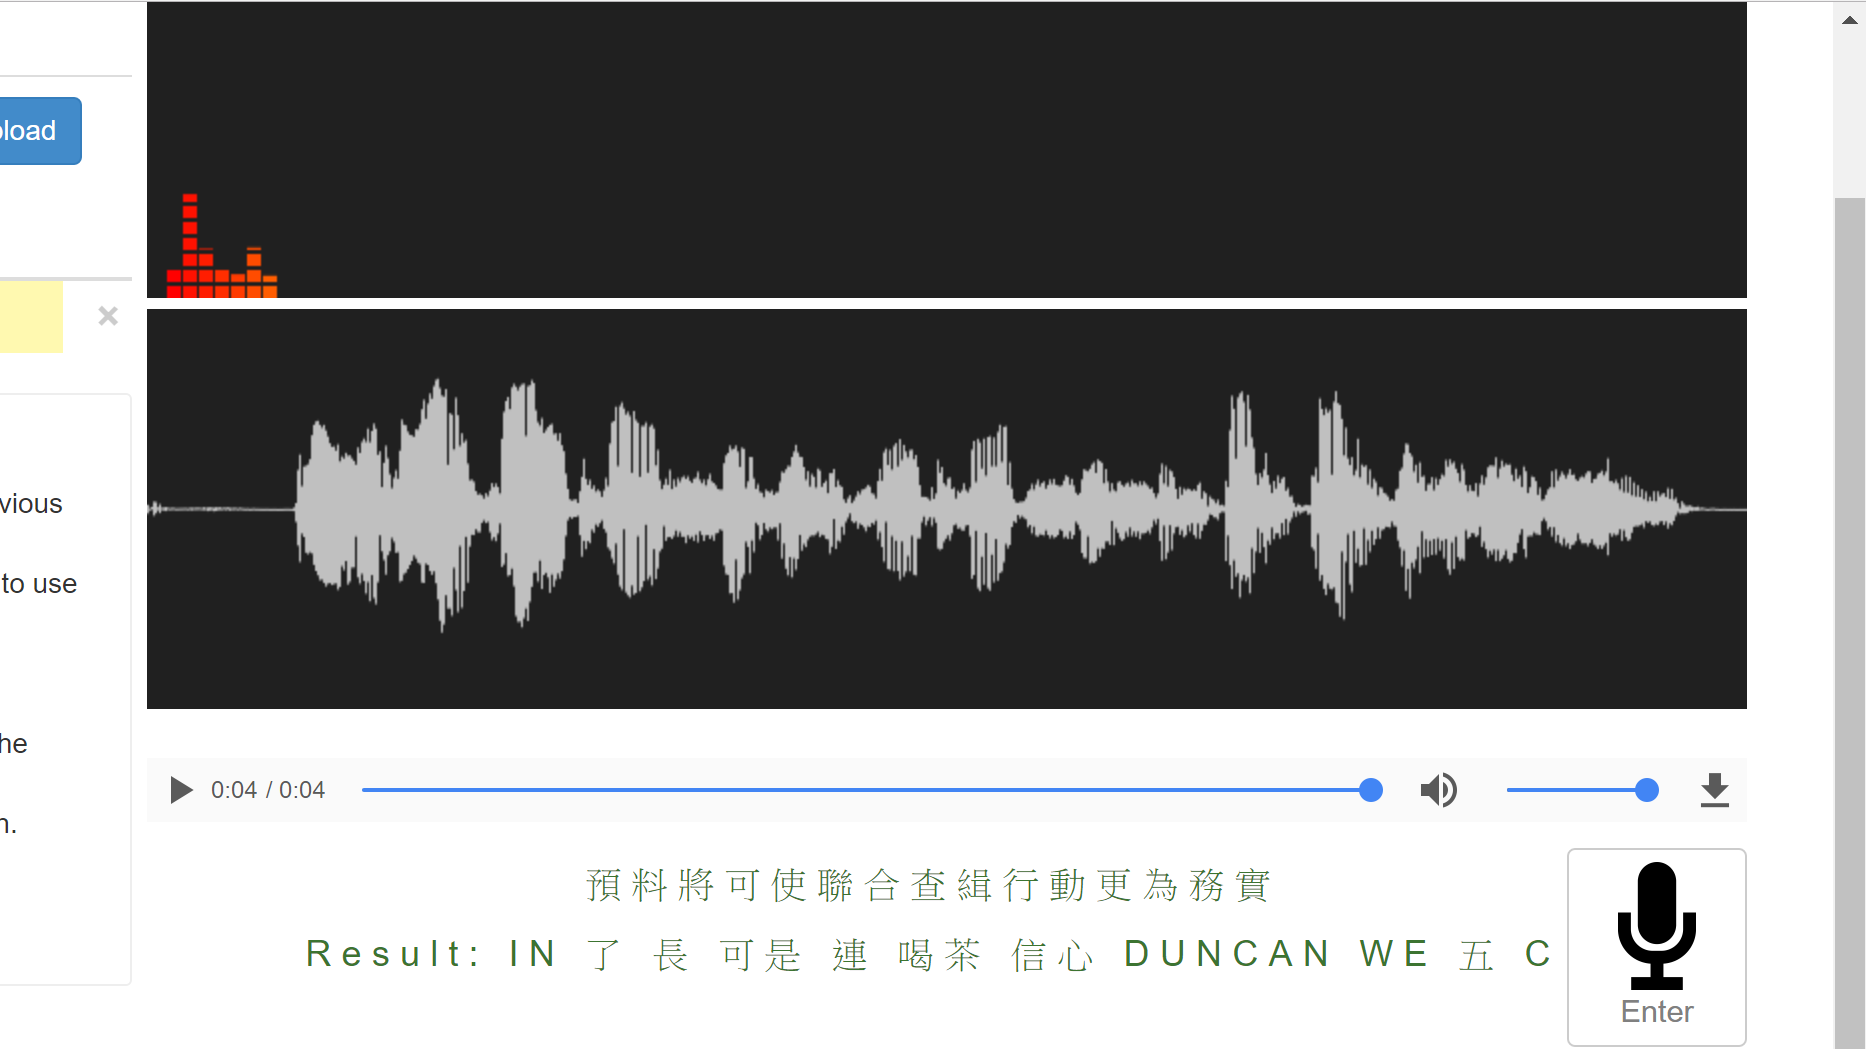 pload
vious
to use
he
n.
0:04 / 0:04
預料將可使聯合查緝行動更為務實
Result: IN 了 長 可是 連 喝茶 信心 DUNCAN WE 五 C
Enter